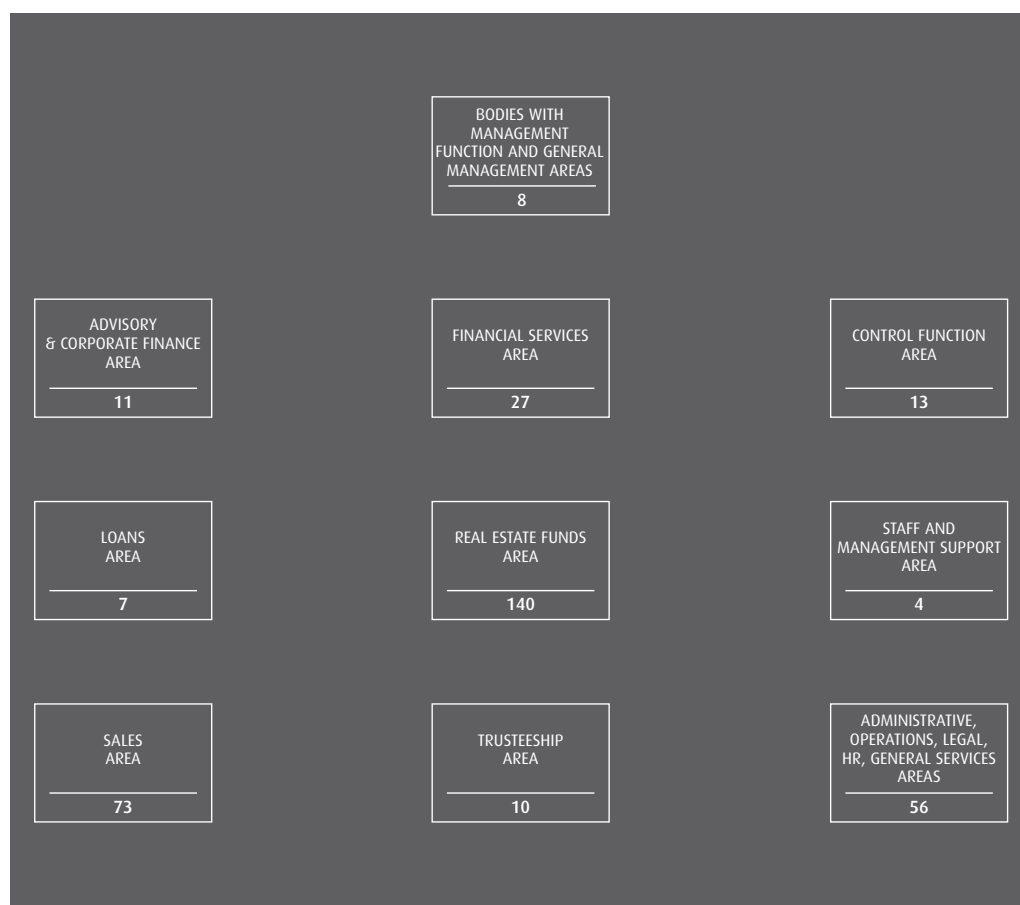 BODIES WITH
MANAGEMENT
FUNCTION AND GENERAL
MANAGEMENT AREAS
8
ADVISORY
& CORPORATE FINANCE
AREA
11
FINANCIAL SERVICES
AREA
27
CONTROL FUNCTION
AREA
13
LOANS
AREA
7
REAL ESTATE FUNDS
AREA
140
STAFF AND
MANAGEMENT SUPPORT
AREA
4
SALES
AREA
73
TRUSTEESHIP
AREA
10
ADMINISTRATIVE,
OPERATIONS, LEGAL,
HR, GENERAL SERVICES
AREAS
56